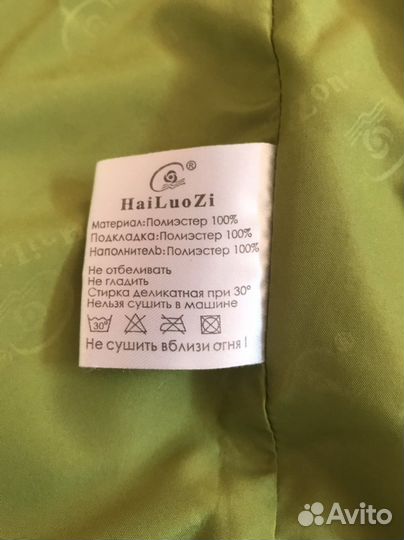 ®
HaiLuoZi
Материал:Полиэстер 100%
Подкладка:Полиэстер 100%
Наполнителb:Полиэстер 100%
Не отбеливать
Не гладить
Стирка деликатная при 30°
Нельзя сушить в машине
30°
Не сушить вблизи огня !
Avito